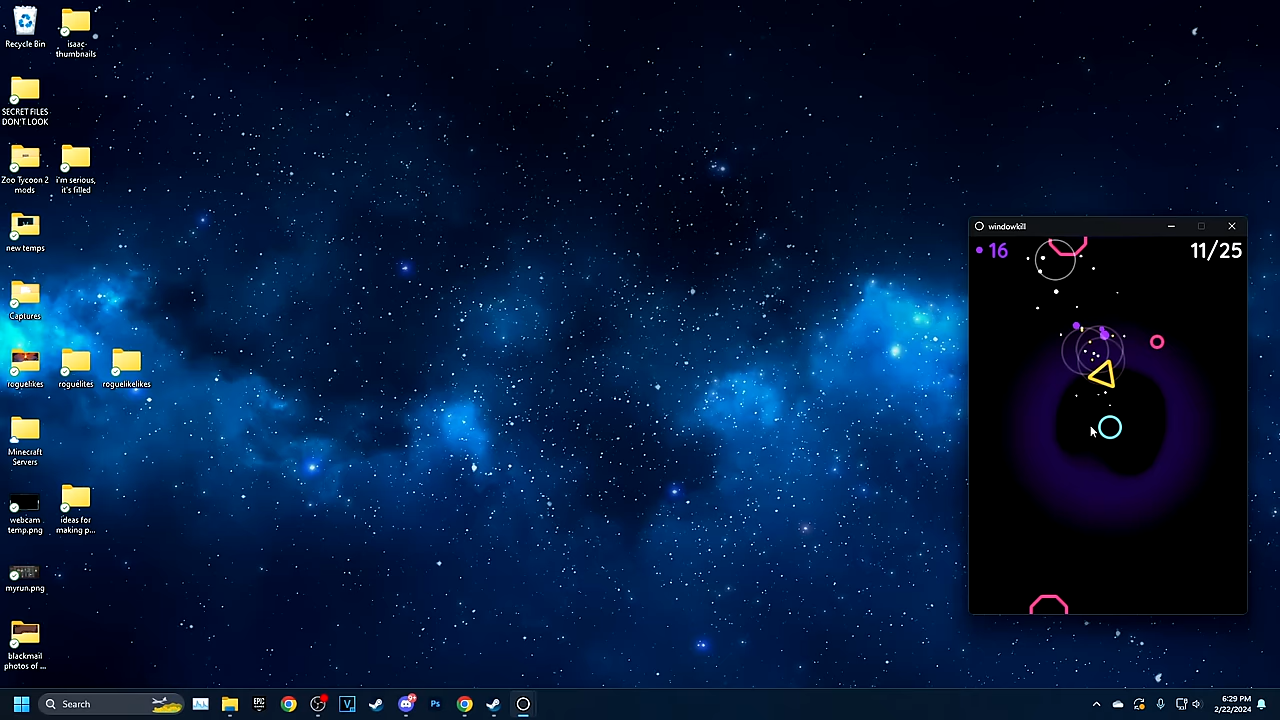 Recycle Bin
isaac-
thumbnails
SECRET FILES
DON'T LOOK
Zoo Tycoon 2
mods
i'm serious,
it's filled
new temps
Captures
roguelikes
roguelites
roguelikelikes
Minecraft
Servers
webcam
temp.png
ideas for
making p...
myrun.png
blackmail
photos of ...
windowkill
16
11/25
Search
EPIC
V
Ps
6:29 PM
2/22/2024